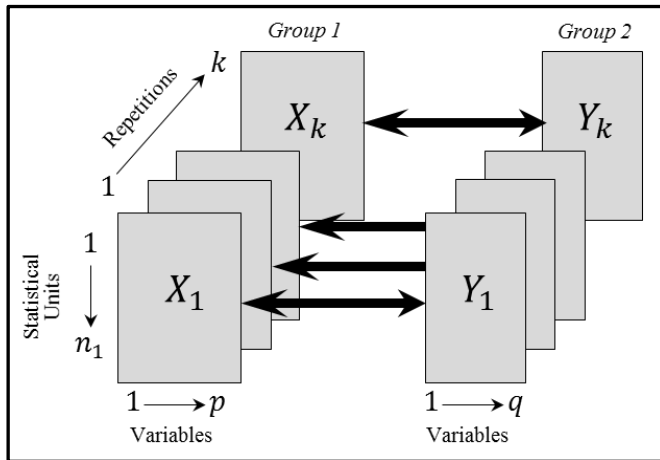 Group 1
Group 2
k
Repetitions
1
X_k
Y_k
1
Statistical
Units
n_1
X_1
Y_1
1 → p
1 → q
Variables
Variables